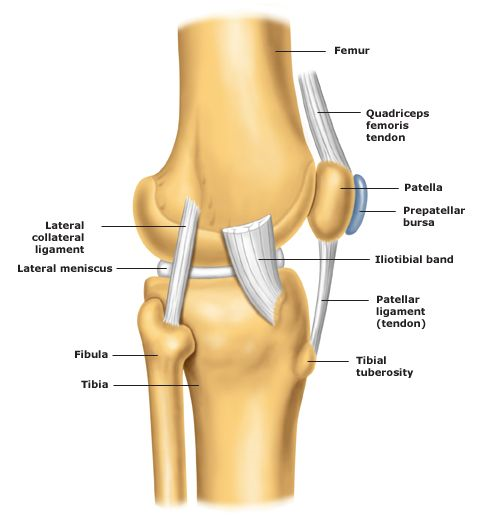 Femur
Quadriceps
femoris
tendon
Patella
Prepatellar
bursa
Lateral
collateral
ligament
Iliotibial band
Lateral meniscus
Patellar
ligament
(tendon)
Fibula
Tibial
tuberosity
Tibia